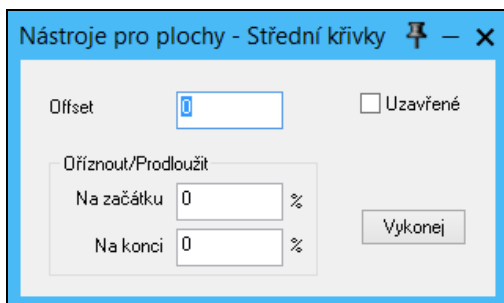 Nástroje pro plochy - Střední křivky
Offset 0 Uzavřené
Oříznout/Prodloužit
Na začátku 0 %
Na konci 0 %
Vykonej